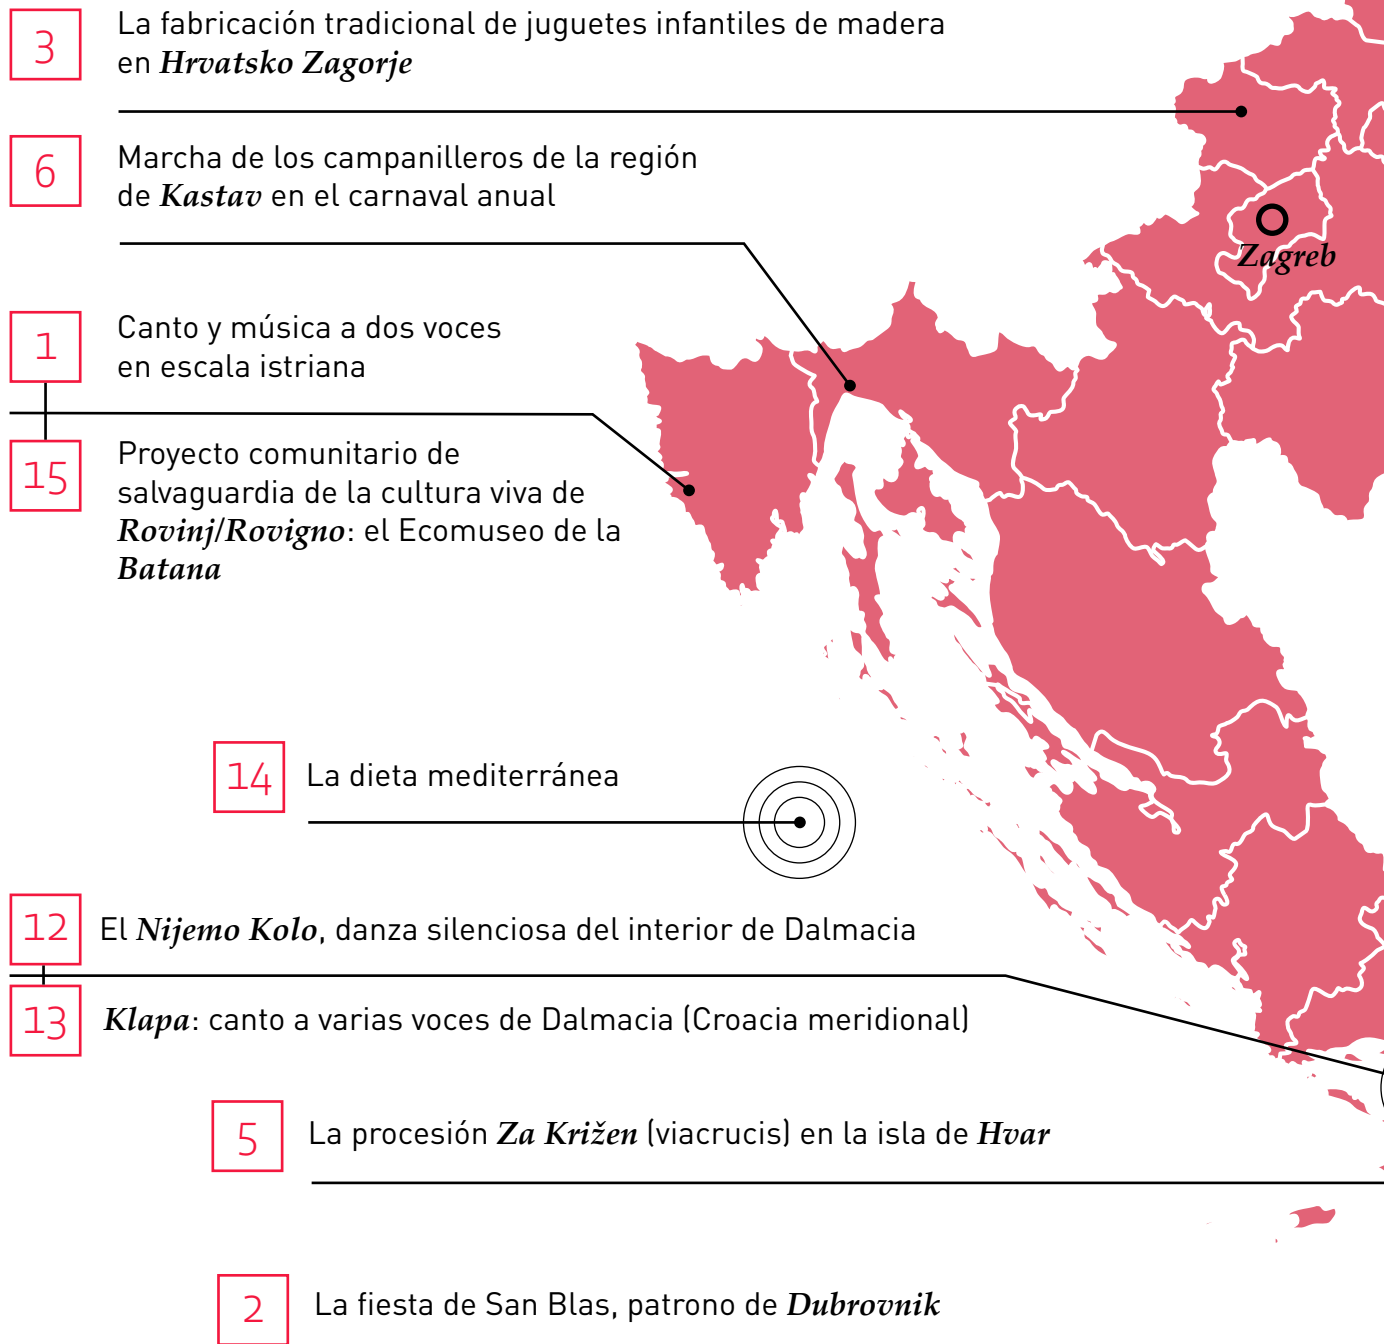 3
La fabricación tradicional de juguetes infantiles de madera
en Hrvatsko Zagorje
6
Marcha de los campanilleros de la región
de Kastav en el carnaval anual
Zagreb
1
Canto y música a dos voces
en escala istriana
15
Proyecto comunitario de
salvaguardia de la cultura viva de
Rovinj/Rovigno: el Ecomuseo de la
Batana
14
La dieta mediterránea
12
El Nijemo Kolo, danza silenciosa del interior de Dalmacia
13
Klapa: canto a varias voces de Dalmacia (Croacia meridional)
5
La procesión Za Križen (viacrucis) en la isla de Hvar
2
La fiesta de San Blas, patrono de Dubrovnik